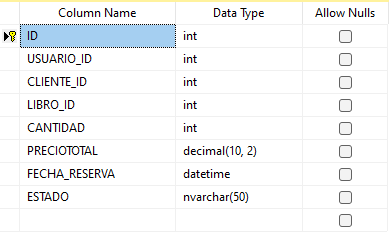 Column Name Data Type Allow Nulls
ID int
USUARIO_ID int
CLIENTE_ID int
LIBRO_ID int
CANTIDAD int
PRECIOTOTAL decimal(10, 2)
FECHA_RESERVA datetime
ESTADO nvarchar(50)